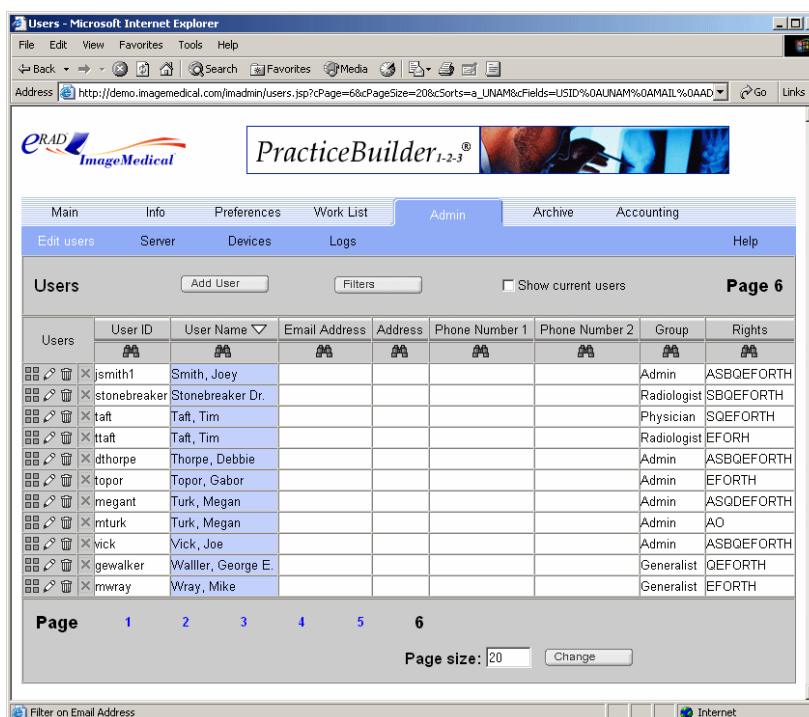 Users - Microsoft Internet Explorer
File Edit View Favorites Tools Help
Back Search Favorites Media
Address http://demo.imagemedical.com/imadmin/users.jsp?cPage=6&cPageSize=20&cSorts=a_UNAM&cFields=USID%0AUNAM%0AMAIL%0AAD Go Links
eRAD ImageMedical PracticeBuilder 1-2-3®
Main Info Preferences Work List Admin Archive Accounting
Edit users Server Devices Logs Help
Users Add User Filters Show current users Page 6
Users User ID User Name Email Address Address Phone Number 1 Phone Number 2 Group Rights
jsmith1 Smith, Joey Admin ASBQEFORTH
stonebreaker Stonebreaker Dr. Radiologist SBQEFORTH
taft Taft, Tim Physician SQEFORTH
ttaft Taft, Tim Radiologist EFORH
dthorpe Thorpe, Debbie Admin ASBQEFORTH
topor Topor, Gabor Admin EFORTH
megant Turk, Megan Admin ASQDEFORTH
mturk Turk, Megan Admin AO
vick Vick, Joe Admin ASBQEFORTH
gewalker Walller, George E. Generalist QEFORTH
mwray Wray, Mike Generalist EFORTH
Page 1 2 3 4 5 6
Page size: 20 Change
Filter on Email Address Internet